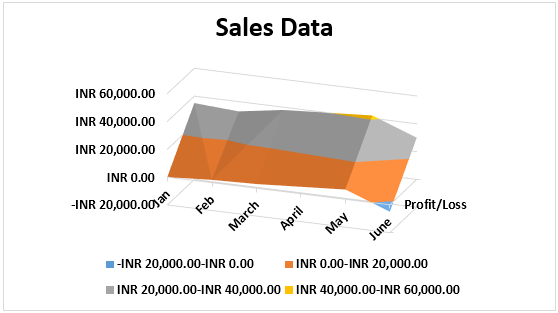 Sales Data
INR 60,000.00
INR 40,000.00
INR 20,000.00
INR 0.00
-INR 20,000.00
Jan
Feb
March
April
May
June
Profit/Loss
-INR 20,000.00-INR 0.00
INR 0.00-INR 20,000.00
INR 20,000.00-INR 40,000.00
INR 40,000.00-INR 60,000.00